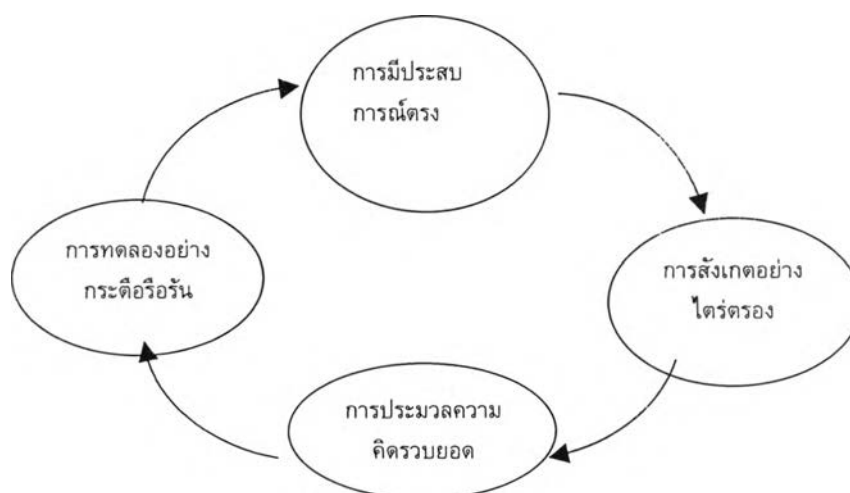 การมีประสบ
การณ์ตรง
การสังเกตอย่าง
ไตร่ตรอง
การประมวลความ
คิดรวบยอด
การทดลองอย่าง
กระตือรือรัน